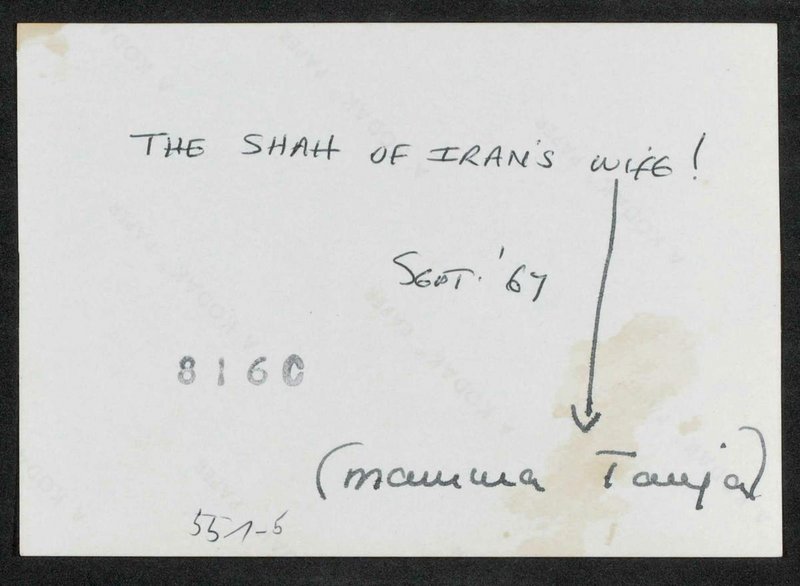 THE SHAH OF IRAN'S WIFE!
SEPT. '67
8160
(mamma Tanja)
551-5